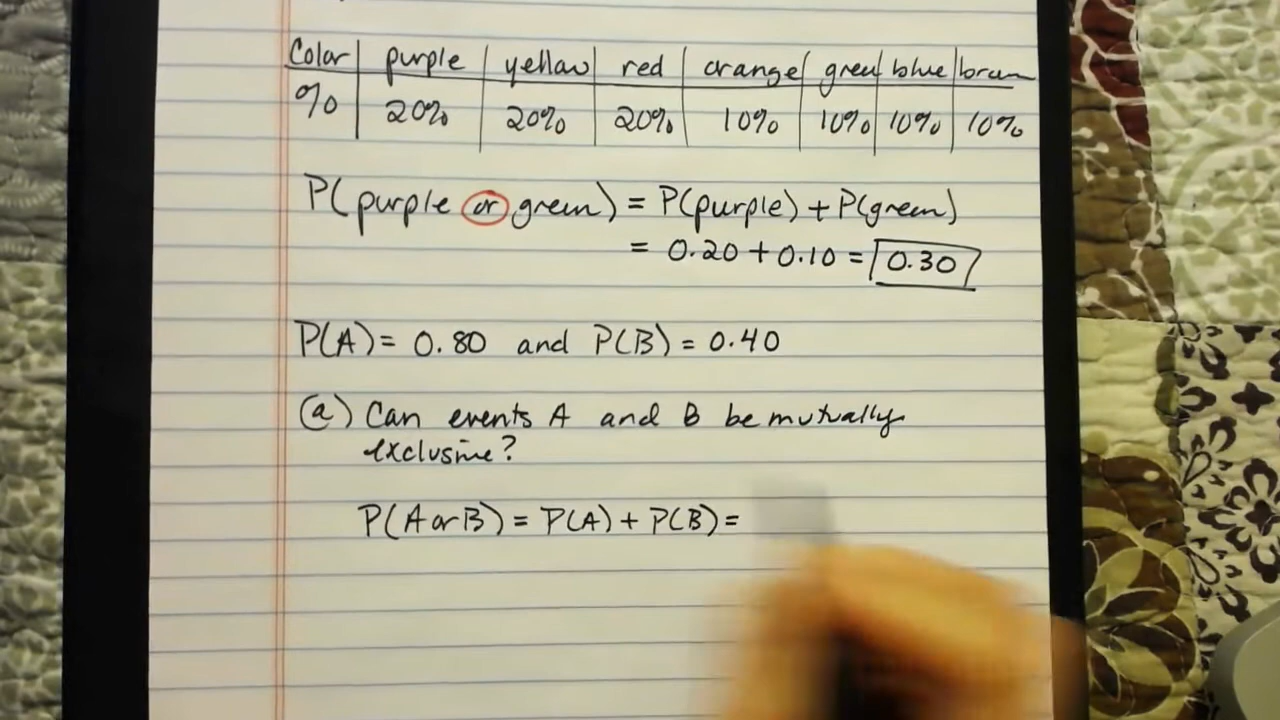 Color purple yellow red orange green blue brown
% 20% 20% 20% 10% 10% 10% 10%
P(purple or green) = P(purple) + P(green)
= 0.20 + 0.10 = 0.30
P(A) = 0.80 and P(B) = 0.40
(a) Can events A and B be mutually
exclusive?
P(A or B) = P(A) + P(B) =